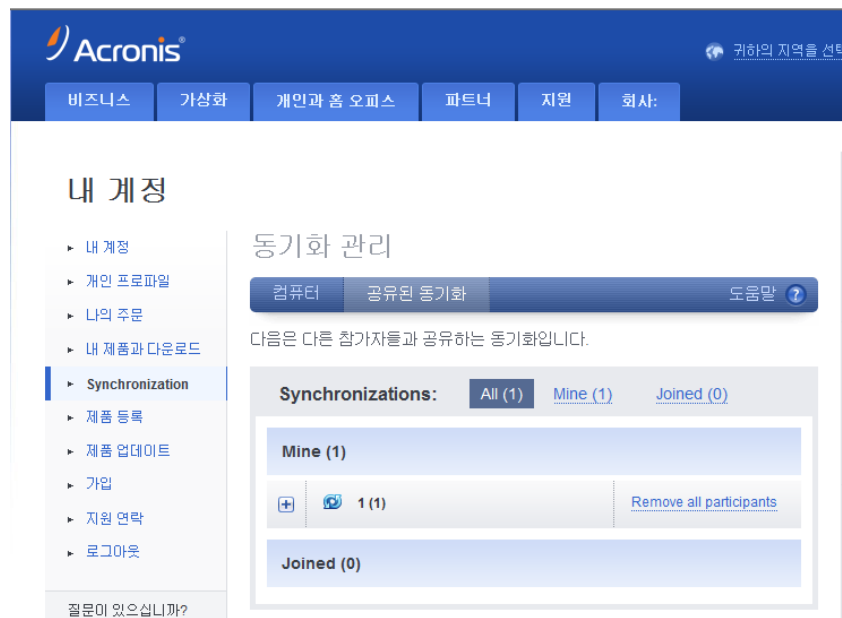 Acronis®
귀하의 지역을 선택
비즈니스
가상화
개인과 홈 오피스
파트너
지원
회사:
내 계정
내 계정
개인 프로파일
나의 주문
내 제품과 다운로드
Synchronization
제품 등록
제품 업데이트
가입
지원 연락
로그아웃
질문이 있으십니까?
동기화 관리
컴퓨터
공유된 동기화
도움말 ?
다음은 다른 참가자들과 공유하는 동기화입니다.
Synchronizations: All (1) Mine (1) Joined (0)
Mine (1)
1 (1) Remove all participants
Joined (0)